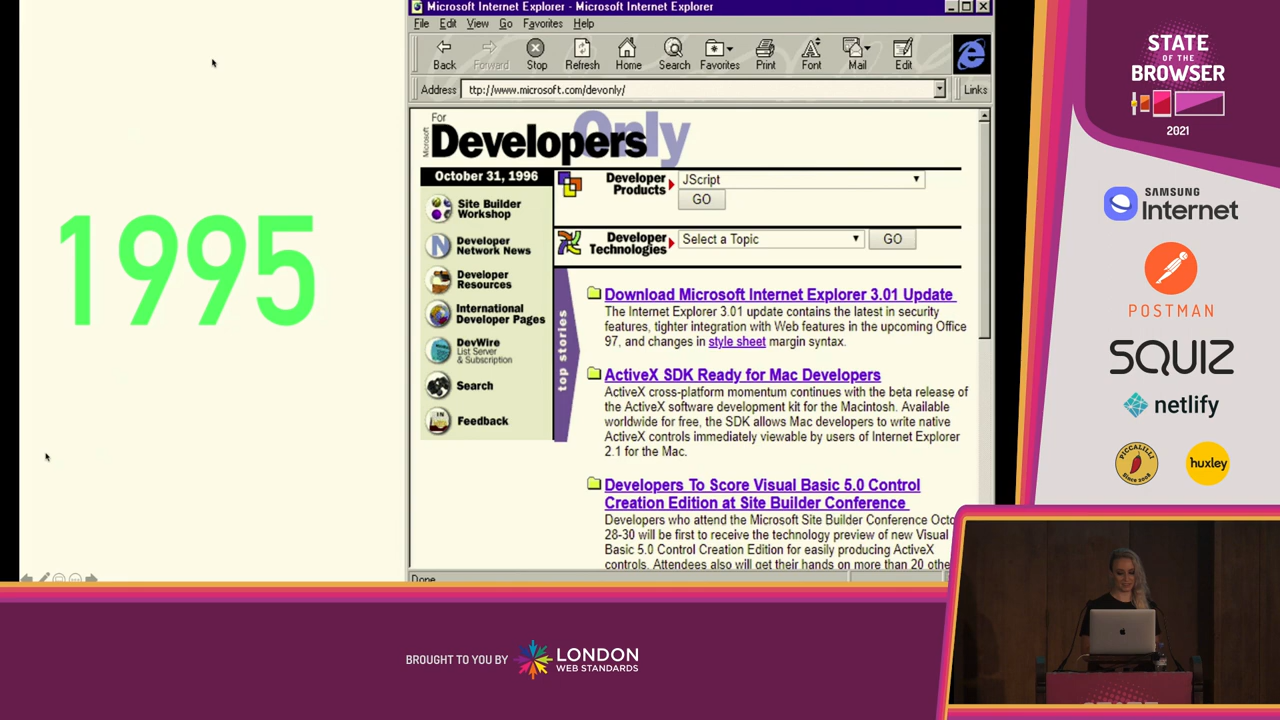 1995
Microsoft Internet Explorer - Microsoft Internet Explorer
File Edit View Go Favorites Help
Back Forward Stop Refresh Home Search Favorites Print Font Mail Edit
Address ttp://www.microsoft.com/devonly/ Links
For
Microsoft
Developers Only
October 31, 1996
Site Builder
Workshop
Developer
Network News
Developer
Resources
International
Developer Pages
DevWire
List Server
& Subscription
Search
Feedback
Developer
Products
JScript
GO
Developer
Technologies
Select a Topic
GO
top stories
Download Microsoft Internet Explorer 3.01 Update
The Internet Explorer 3.01 update contains the latest in security
features, tighter integration with Web features in the upcoming Office
97, and changes in style sheet margin syntax.
ActiveX SDK Ready for Mac Developers
ActiveX cross-platform momentum continues with the beta release of
the ActiveX software development kit for the Macintosh. Available
worldwide for free, the SDK allows Mac developers to write native
ActiveX controls immediately viewable by users of Internet Explorer
2.1 for the Mac.
Developers To Score Visual Basic 5.0 Control
Creation Edition at Site Builder Conference
Developers who attend the Microsoft Site Builder Conference Octo
28-30 will be first to receive the technology preview of new Visual
Basic 5.0 Control Creation Edition for easily producing ActiveX
controls. Attendees also will get their hands on more than 20 othe
Done
STATE
OF THE
BROWSER
2021
SAMSUNG
Internet
POSTMAN
SQUIZ
netlify
PICCALILLI
Since 2018
huxley
BROUGHT TO YOU BY
LONDON
WEB STANDARDS